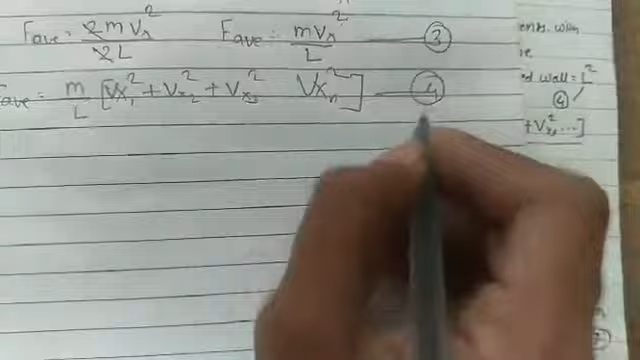 Fave = 2mVx² / 2L    Fave = mVx² / L ——— ③
Fave = m/L [Vx₁² + Vx₂² + Vx₃²    Vxₙ²] ——— ④
wall = L²
④
+ Vx₃² ...]